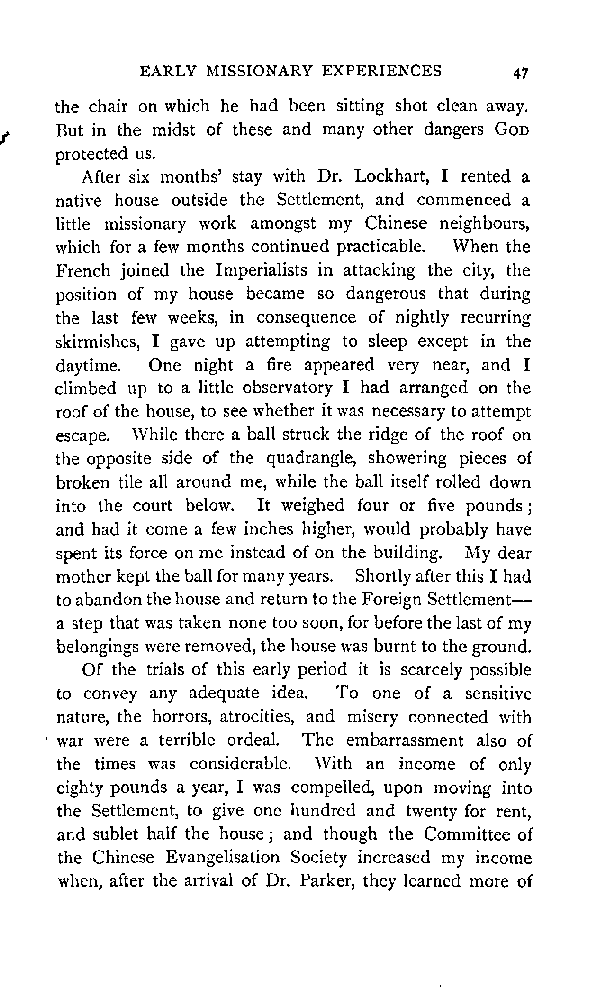 EARLY MISSIONARY EXPERIENCES 47
the chair on which he had been sitting shot clean away.
But in the midst of these and many other dangers GOD
protected us.
After six months' stay with Dr. Lockhart, I rented a
native house outside the Settlement, and commenced a
little missionary work amongst my Chinese neighbours,
which for a few months continued practicable. When the
French joined the Imperialists in attacking the city, the
position of my house became so dangerous that during
the last few weeks, in consequence of nightly recurring
skirmishes, I gave up attempting to sleep except in the
daytime. One night a fire appeared very near, and I
climbed up to a little observatory I had arranged on the
roof of the house, to see whether it was necessary to attempt
escape. While there a ball struck the ridge of the roof on
the opposite side of the quadrangle, showering pieces of
broken tile all around me, while the ball itself rolled down
into the court below. It weighed four or five pounds;
and had it come a few inches higher, would probably have
spent its force on me instead of on the building. My dear
mother kept the ball for many years. Shortly after this I had
to abandon the house and return to the Foreign Settlement—
a step that was taken none too soon, for before the last of my
belongings were removed, the house was burnt to the ground.
Of the trials of this early period it is scarcely possible
to convey any adequate idea. To one of a sensitive
nature, the horrors, atrocities, and misery connected with
war were a terrible ordeal. The embarrassment also of
the times was considerable. With an income of only
eighty pounds a year, I was compelled, upon moving into
the Settlement, to give one hundred and twenty for rent,
and sublet half the house; and though the Committee of
the Chinese Evangelisation Society increased my income
when, after the arrival of Dr. Parker, they learned more of